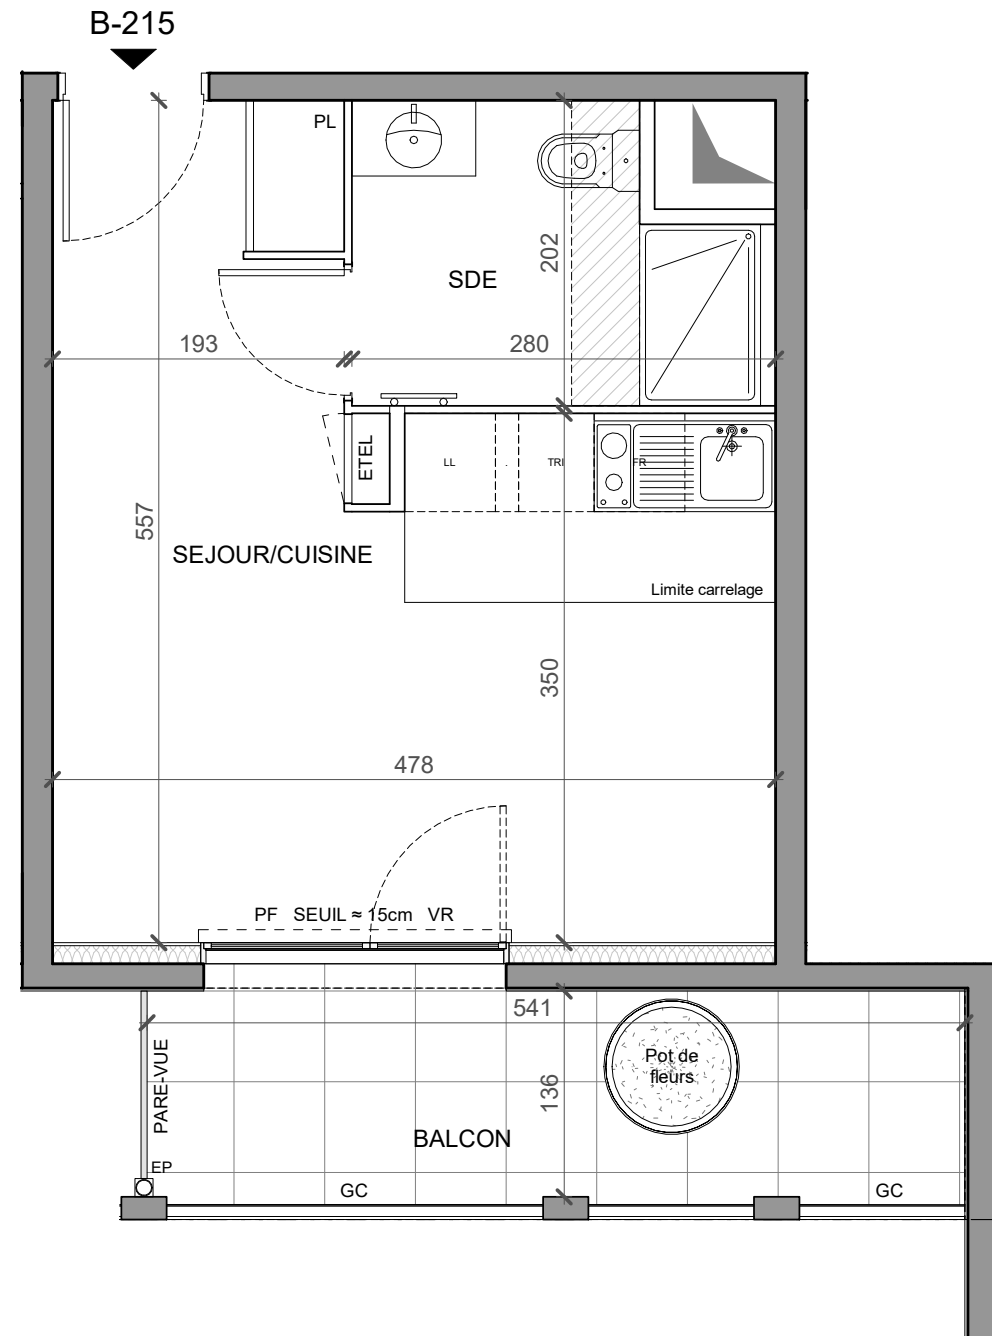 B-215
PL
SDE
202
193
280
ETEL
LL
.
TRI
FR
557
SEJOUR/CUISINE
Limite carrelage
350
478
PF SEUIL ≈ 15cm VR
541
PARE-VUE
Pot de
fleurs
136
BALCON
EP
GC
GC